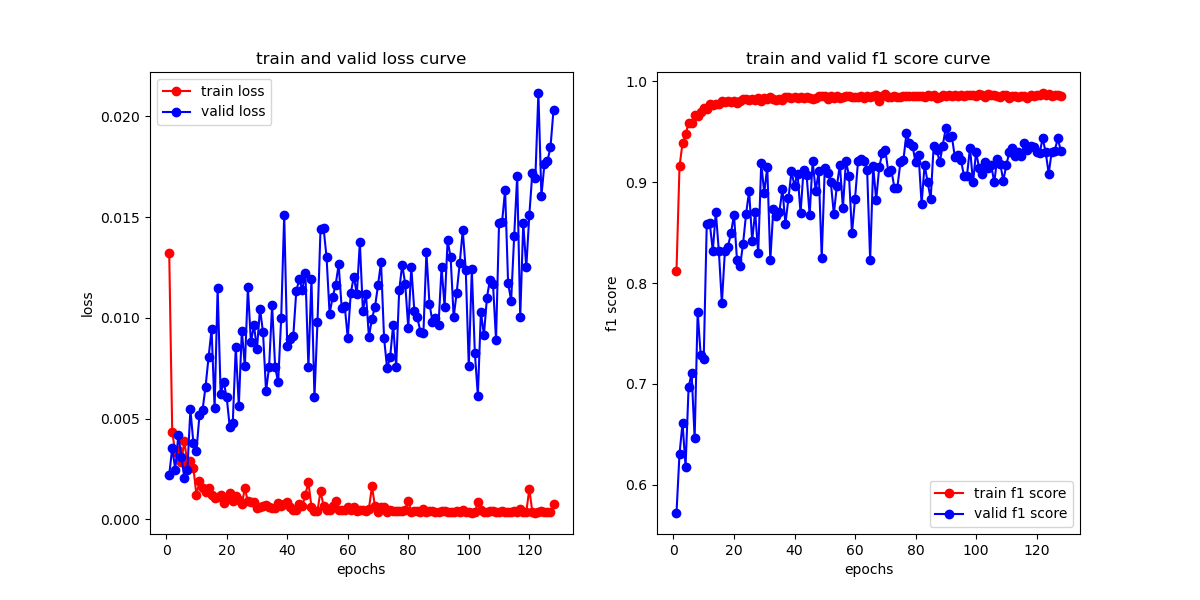 train and valid loss curve
train loss
valid loss
0.020
0.015
0.010
0.005
0.000
loss
0 20 40 60 80 100 120
epochs
train and valid f1 score curve
1.0
0.9
0.8
0.7
0.6
f1 score
train f1 score
valid f1 score
0 20 40 60 80 100 120
epochs